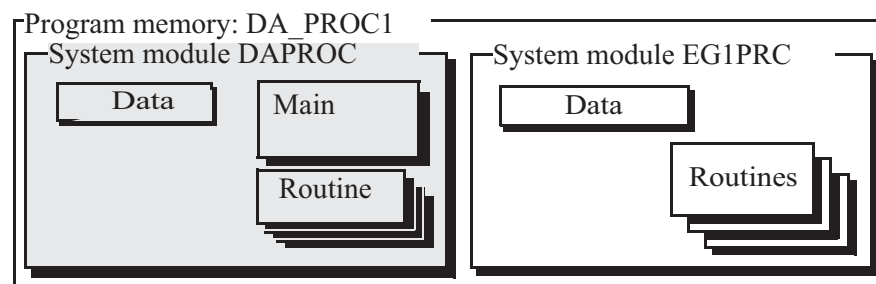 Program memory: DA_PROC1
System module DAPROC
Data
Main
Routine
System module EG1PRC
Data
Routines